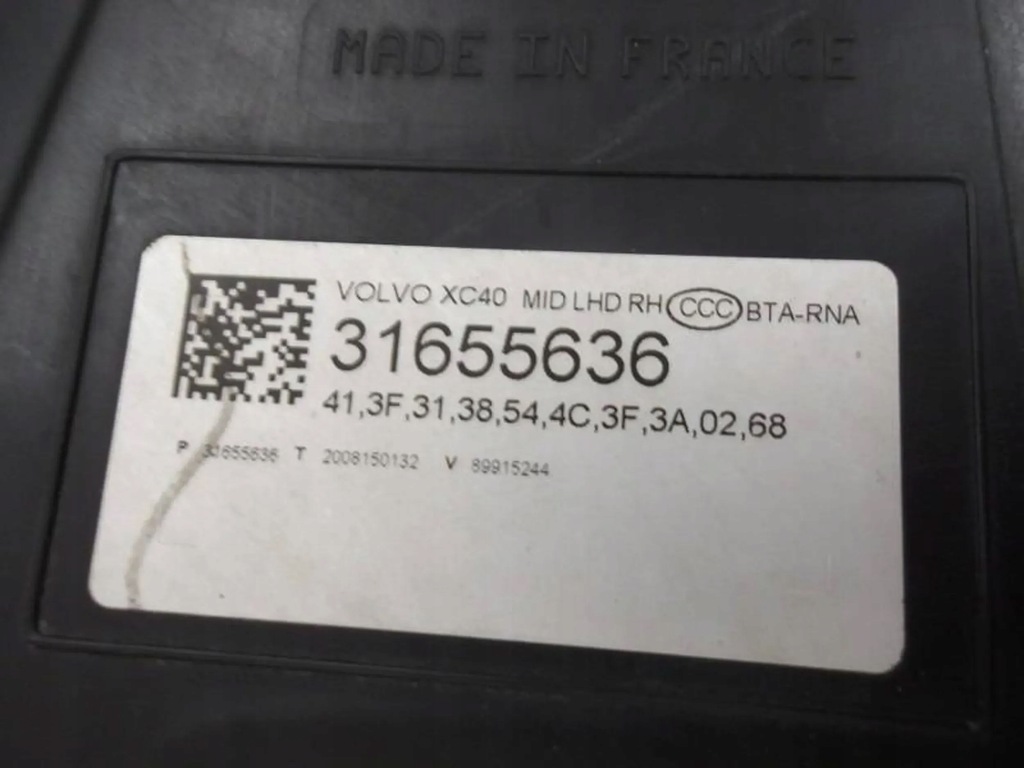 MADE IN FRANCE
VOLVO XC40 MID LHD RH CCC BTA-RNA
31655636
41,3F,31,38,54,4C,3F,3A,02,68
P 31655636 T 2008150132 V 89915244